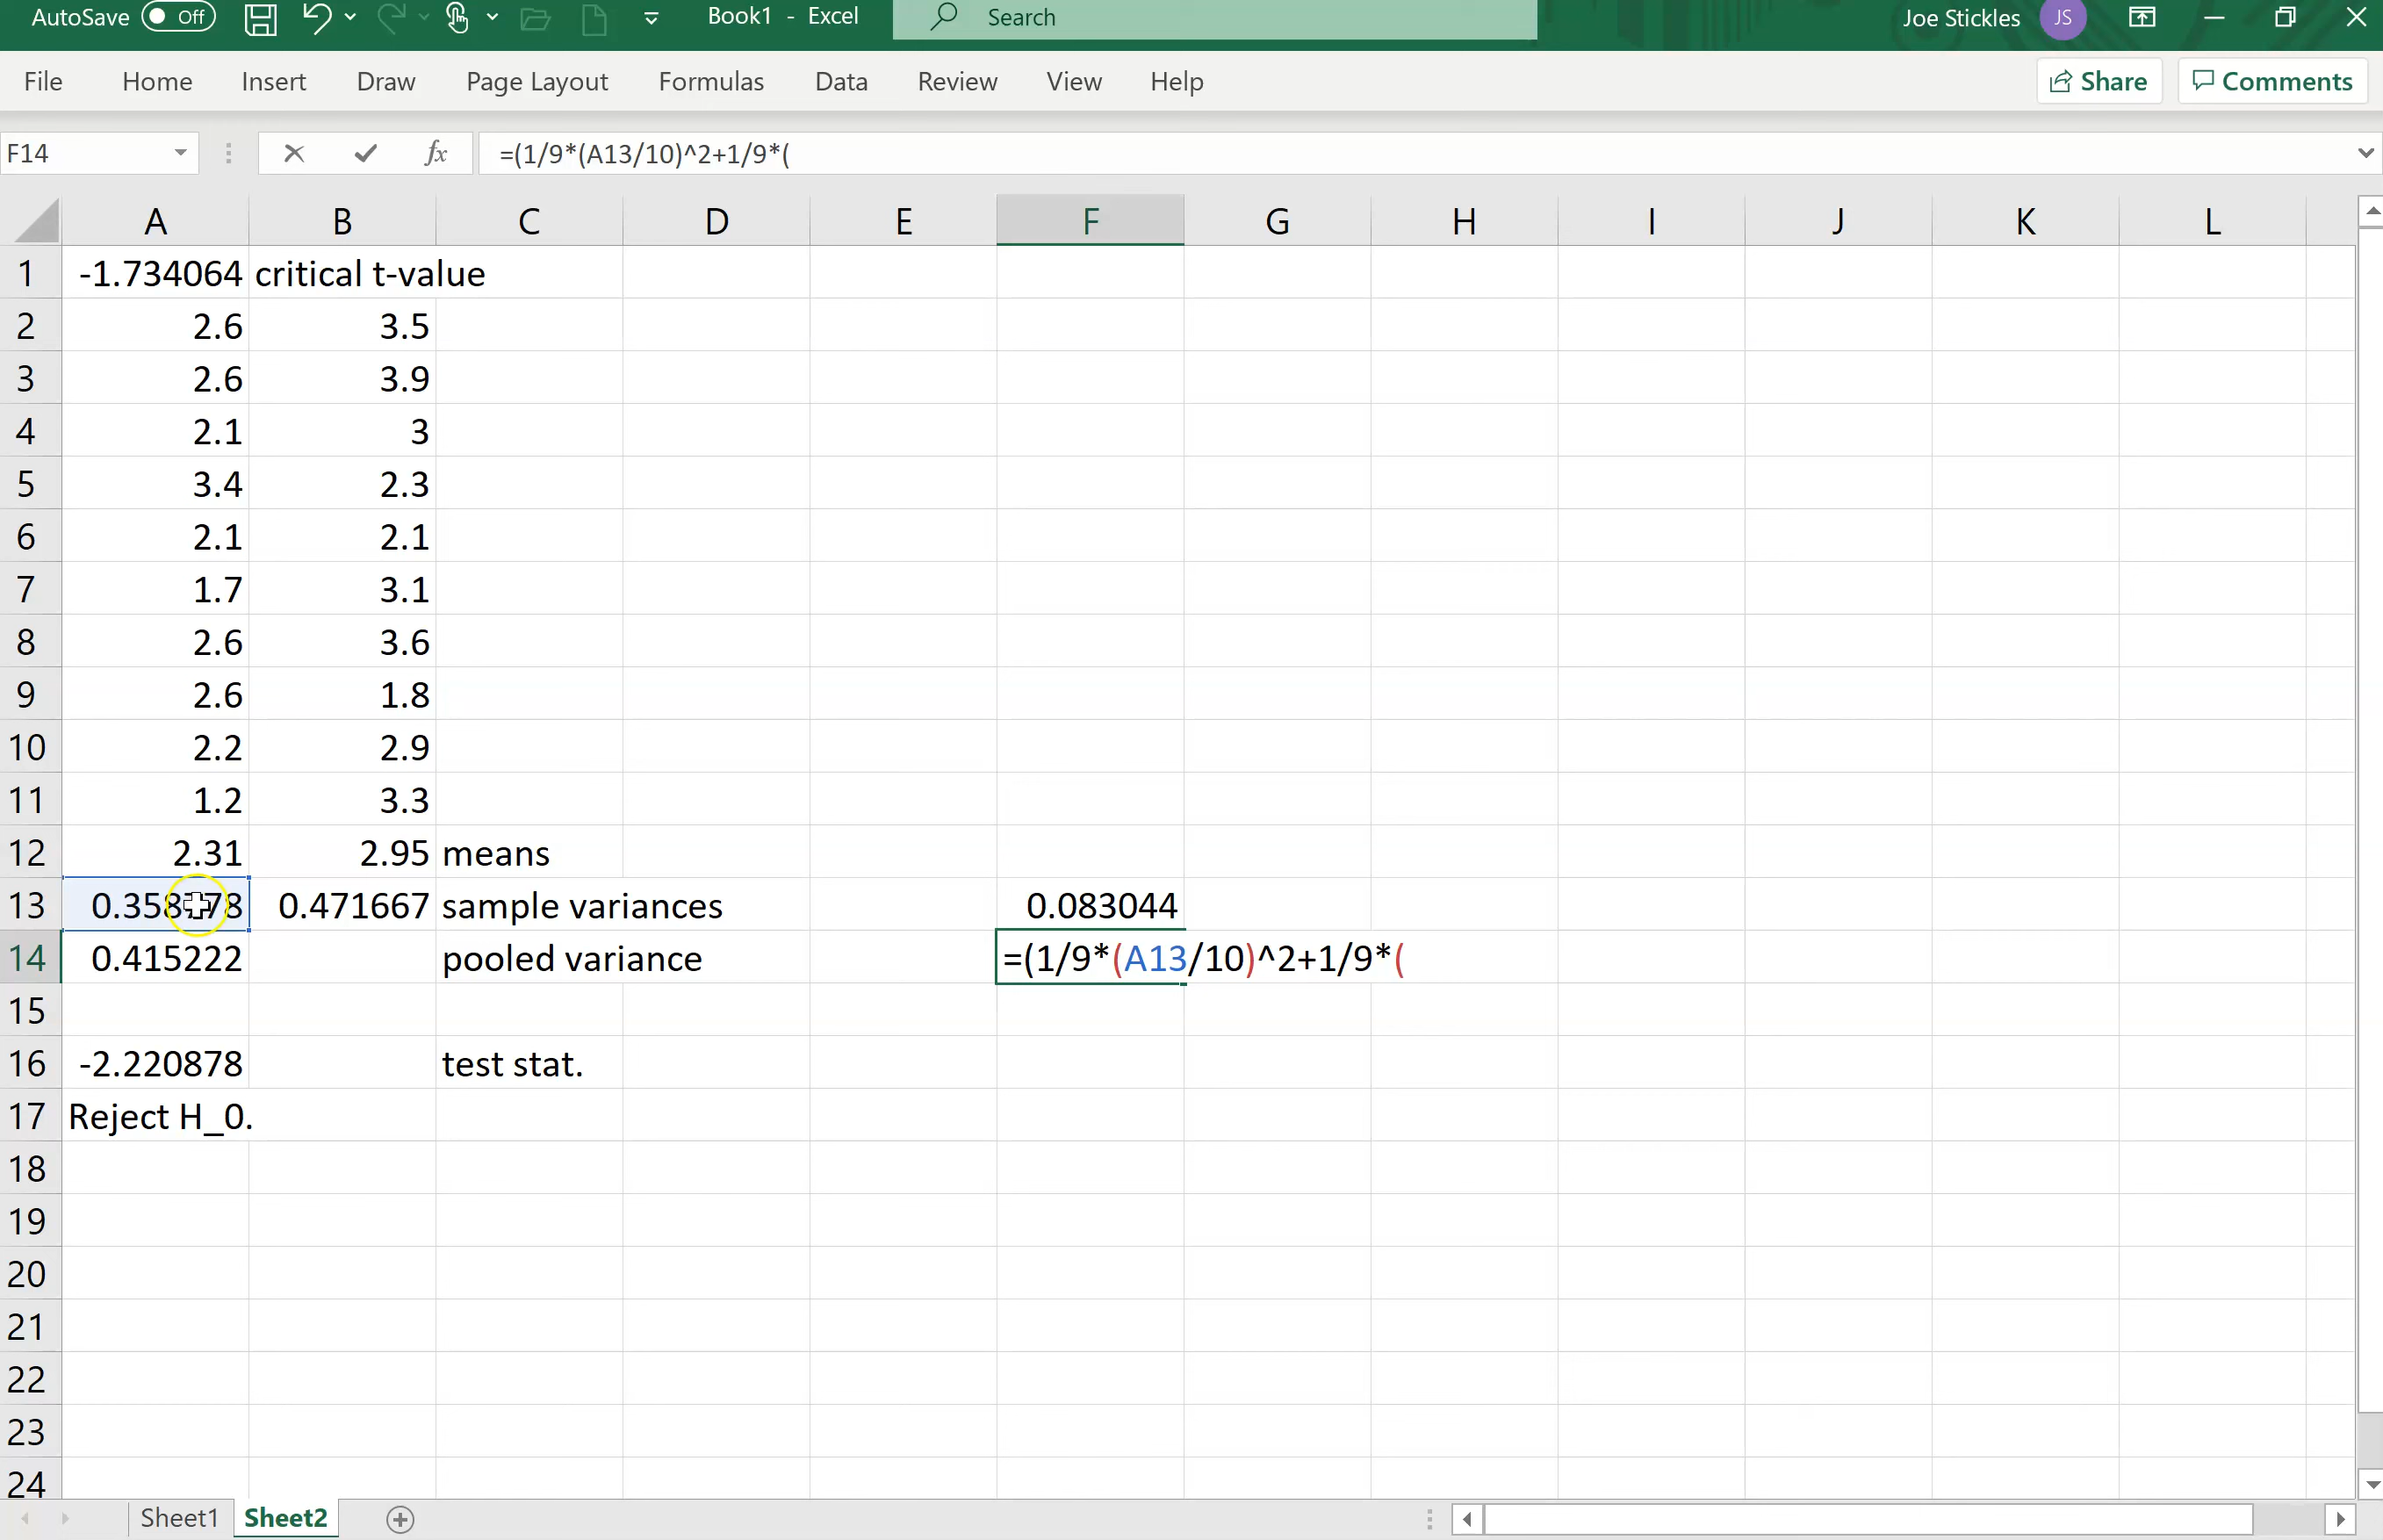 AutoSave Off Book1 - Excel Search Joe Stickles JS
File Home Insert Draw Page Layout Formulas Data Review View Help Share Comments
F14 fx =(1/9*(A13/10)^2+1/9*(
A B C D E F G H I J K L
1 -1.734064 critical t-value
2 2.6 3.5
3 2.6 3.9
4 2.1 3
5 3.4 2.3
6 2.1 2.1
7 1.7 3.1
8 2.6 3.6
9 2.6 1.8
10 2.2 2.9
11 1.2 3.3
12 2.31 2.95 means
13 0.471667 sample variances 0.083044
14 0.415222 pooled variance =(1/9*(A13/10)^2+1/9*(
15
16 -2.220878 test stat.
17 Reject H_0.
18
19
20
21
22
23
24
Sheet1 Sheet2